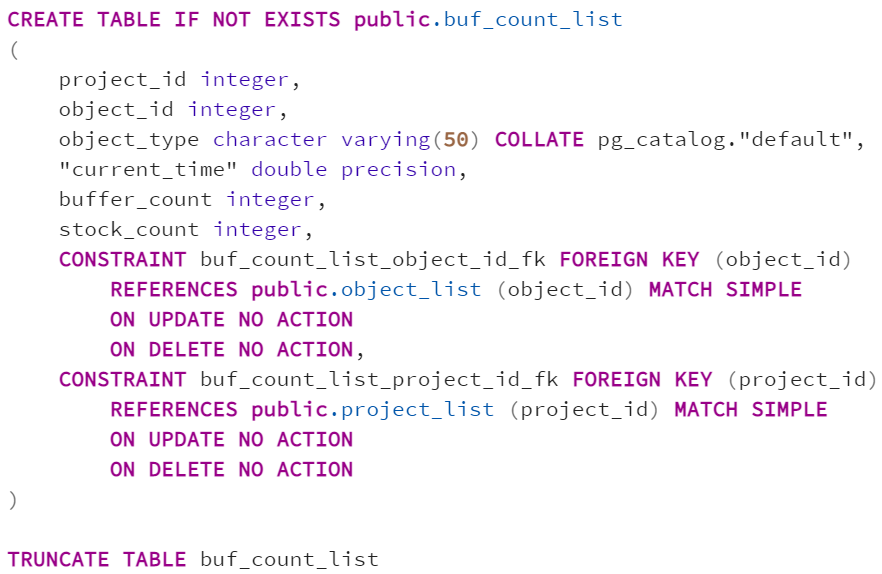 CREATE TABLE IF NOT EXISTS public.buf_count_list
(
    project_id integer,
    object_id integer,
    object_type character varying(50) COLLATE pg_catalog."default",
    "current_time" double precision,
    buffer_count integer,
    stock_count integer,
    CONSTRAINT buf_count_list_object_id_fk FOREIGN KEY (object_id)
        REFERENCES public.object_list (object_id) MATCH SIMPLE
        ON UPDATE NO ACTION
        ON DELETE NO ACTION,
    CONSTRAINT buf_count_list_project_id_fk FOREIGN KEY (project_id)
        REFERENCES public.project_list (project_id) MATCH SIMPLE
        ON UPDATE NO ACTION
        ON DELETE NO ACTION
)
TRUNCATE TABLE buf_count_list